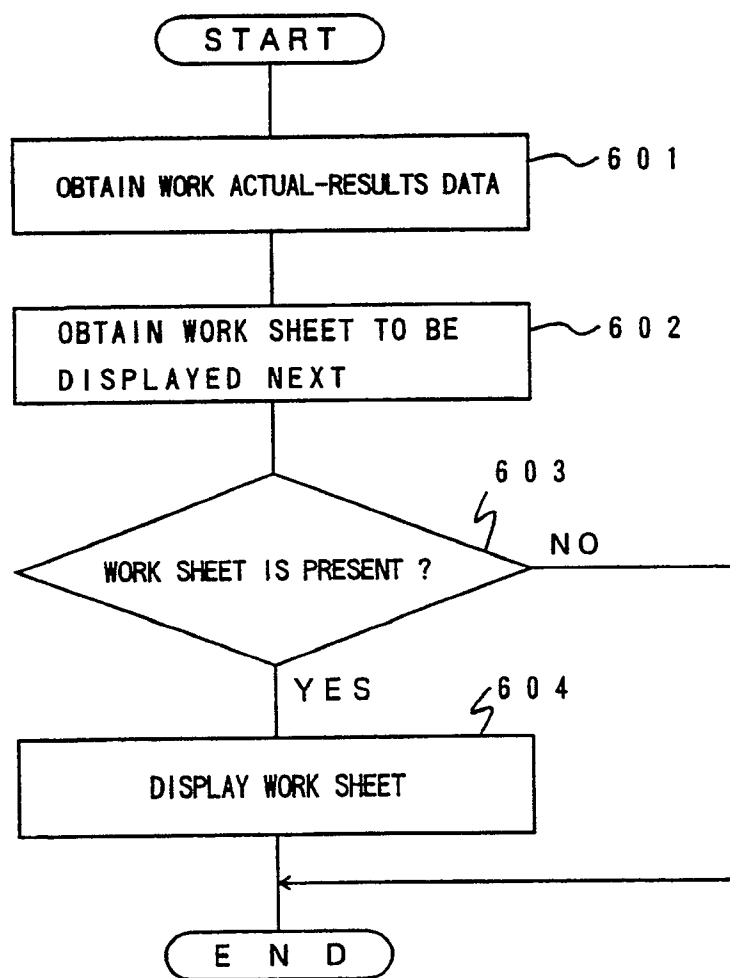 START
OBTAIN WORK ACTUAL-RESULTS DATA
601
OBTAIN WORK SHEET TO BE
DISPLAYED NEXT
602
603
WORK SHEET IS PRESENT ?
NO
YES
604
DISPLAY WORK SHEET
END